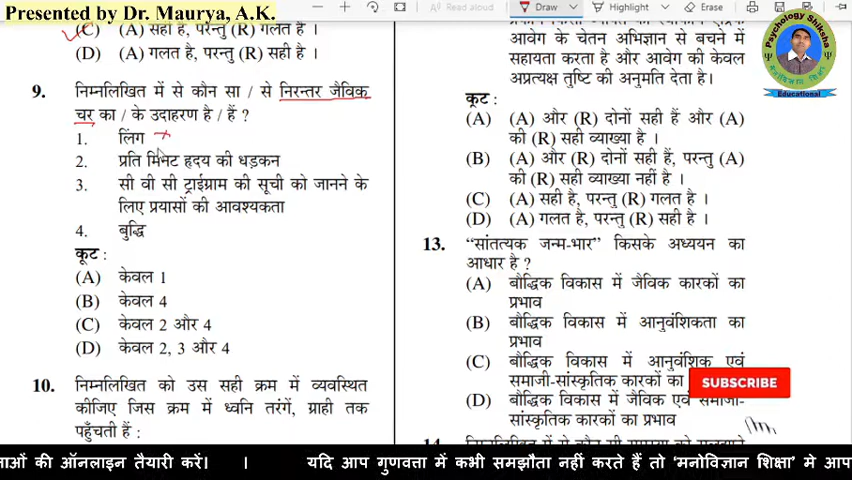 Presented by Dr. Maurya, A.K.
Draw
Highlight
Erase
Psychology Shiksha
Educational
(C) (A) सही है, परन्तु (R) गलत है ।
(D) (A) गलत है, परन्तु (R) सही है ।
9. निम्नलिखित में से कौन सा / से निरन्तर जैविक
चर का / के उदाहरण है / हैं ?
1. लिंग
2. प्रति मिनट हृदय की धड़कन
3. सी वी सी ट्राईग्राम की सूची को जानने के
लिए प्रयासों की आवश्यकता
4. बुद्धि
कूट :
(A) केवल 1
(B) केवल 4
(C) केवल 2 और 4
(D) केवल 2, 3 और 4
10. निम्नलिखित को उस सही क्रम में व्यवस्थित
कीजिए जिस क्रम में ध्वनि तरंगें, ग्राही तक
पहुँचती हैं :
आवेग के चेतन अभिज्ञान से बचने में
सहायता करता है और आवेग की केवल
अप्रत्यक्ष तुष्टि की अनुमति देता है।
कूट :
(A) (A) और (R) दोनों सही हैं और (A)
की (R) सही व्याख्या है ।
(B) (A) और (R) दोनों सही हैं, परन्तु (A)
की (R) सही व्याख्या नहीं है ।
(C) (A) सही है, परन्तु (R) गलत है ।
(D) (A) गलत है, परन्तु (R) सही है ।
13. “सांतत्यक जन्म-भार” किसके अध्ययन का
आधार है ?
(A) बौद्धिक विकास में जैविक कारकों का
प्रभाव
(B) बौद्धिक विकास में आनुवंशिकता का
प्रभाव
(C) बौद्धिक विकास में आनुवंशिक एवं
समाजी-सांस्कृतिक कारकों का
(D) बौद्धिक विकास में जैविक एवं समाजी-
सांस्कृतिक कारकों का प्रभाव
SUBSCRIBE
नाओं की ऑनलाइन तैयारी करें। । यदि आप गुणवत्ता में कभी समझौता नहीं करते हैं तो 'मनोविज्ञान शिक्षा' मे आप